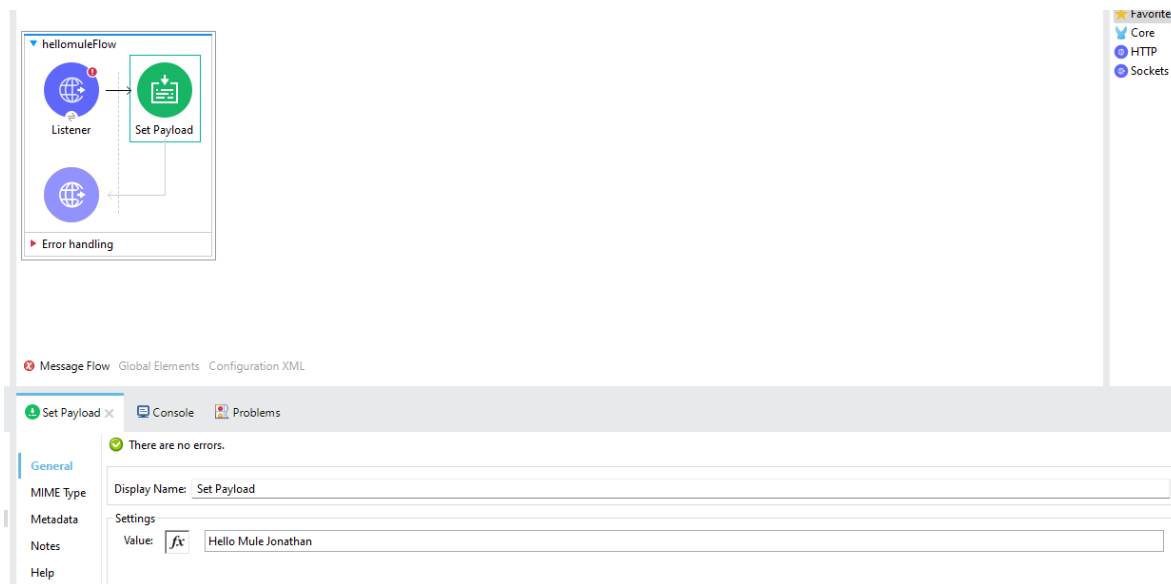 Favorite
hellomuleFlow
Core
HTTP
Sockets
Listener
Set Payload
Error handling
Message Flow Global Elements Configuration XML
Set Payload Console Problems
There are no errors.
General
Display Name: Set Payload
MIME Type
Metadata
Settings
Value: fx Hello Mule Jonathan
Notes
Help